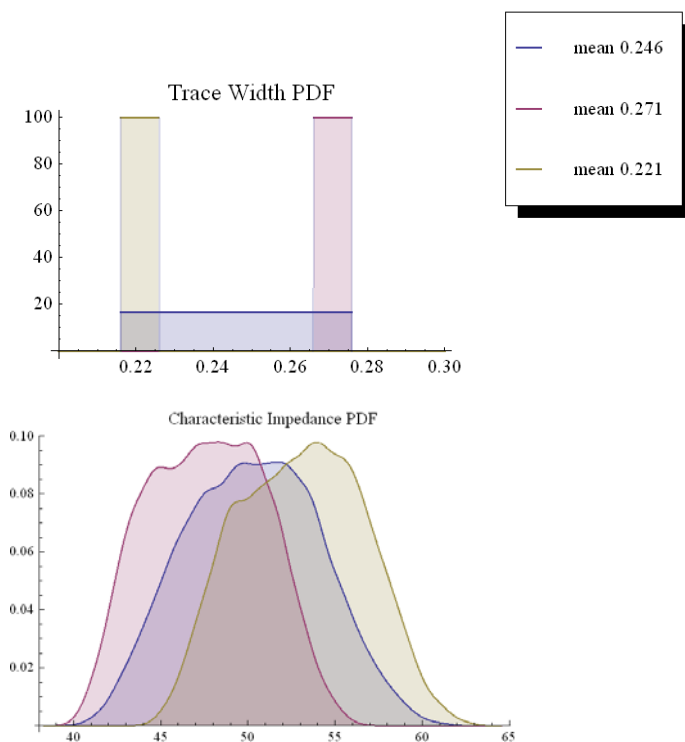 mean 0.246
mean 0.271
mean 0.221
Trace Width PDF
100
80
60
40
20
0.22 0.24 0.26 0.28 0.30
Characteristic Impedance PDF
0.10
0.08
0.06
0.04
0.02
40 45 50 55 60 65